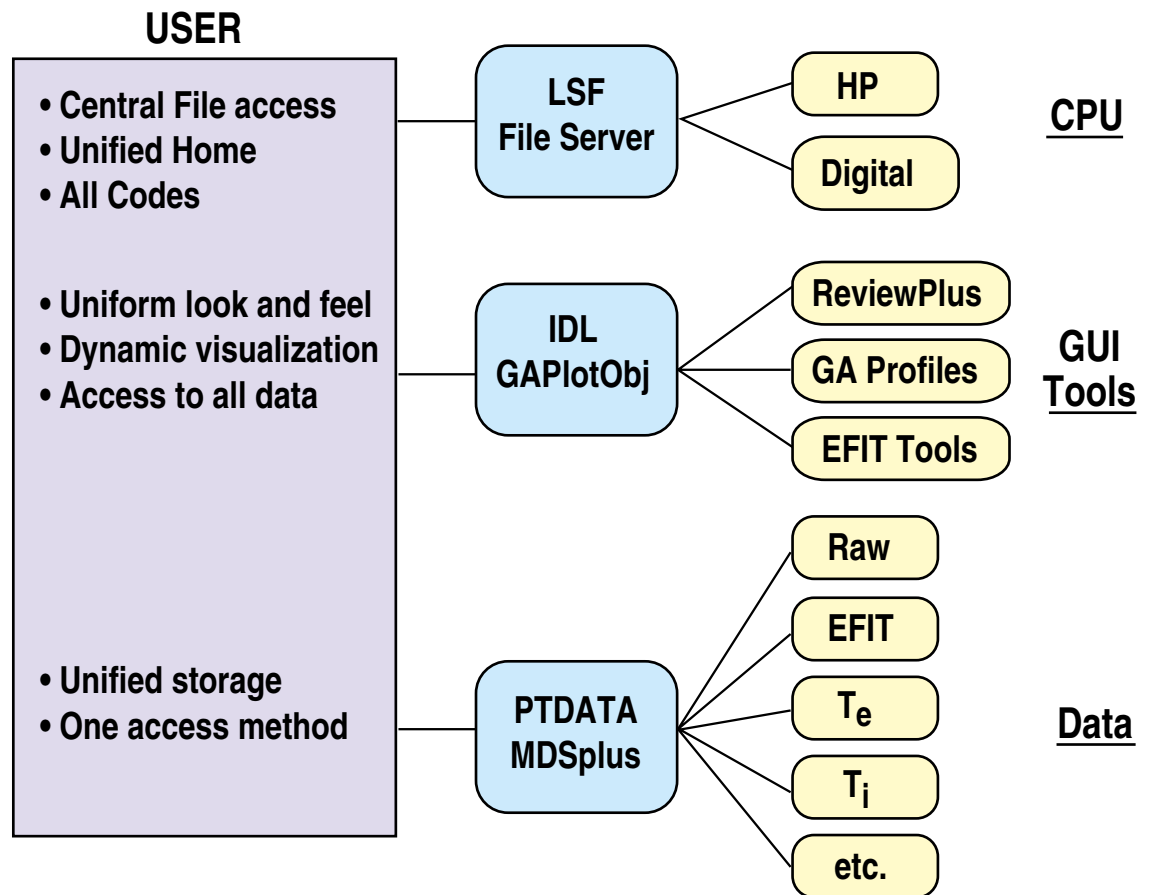 USER
• Central File access
• Unified Home
• All Codes
• Uniform look and feel
• Dynamic visualization
• Access to all data
• Unified storage
• One access method
LSF
File Server
HP
Digital
CPU
IDL
GAPlotObj
ReviewPlus
GA Profiles
EFIT Tools
GUI
Tools
PTDATA
MDSplus
Raw
EFIT
Te
Ti
etc.
Data